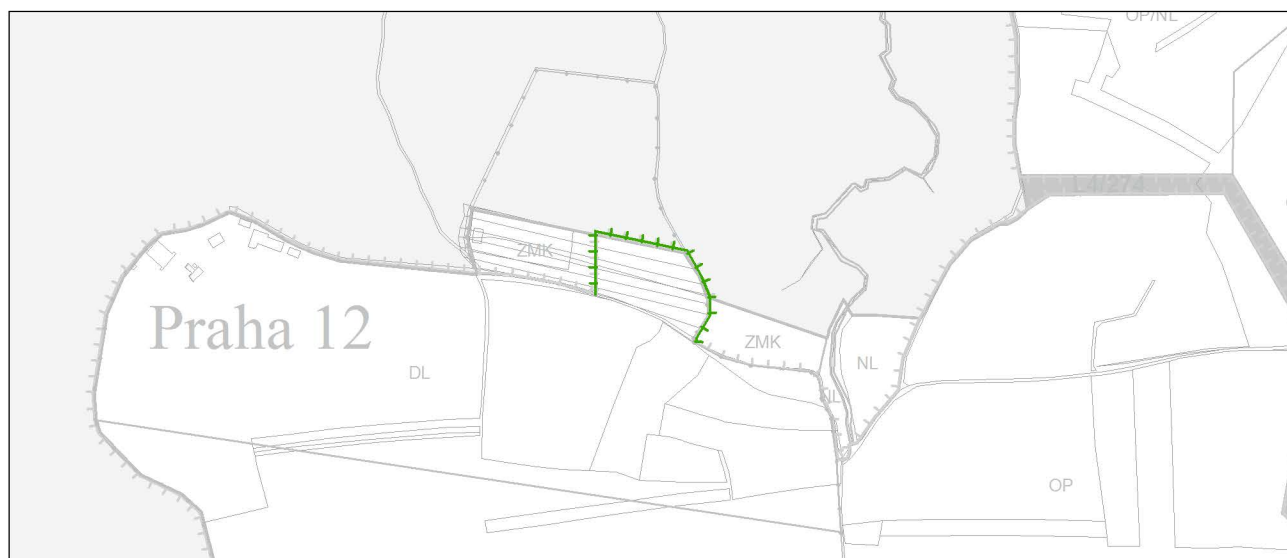 OP/NL
L4/274
ZMK
Praha 12
ZMK
NL
DL
NL
OP